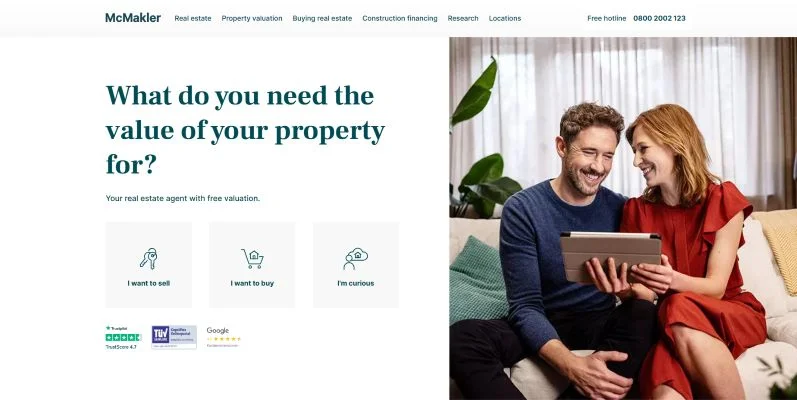 McMakler
Real estate
Property valuation
Buying real estate
Construction financing
Research
Locations
Free hotline
0800 2002 123
What do you need the
value of your property
for?
Your real estate agent with free valuation.
I want to sell
I want to buy
I'm curious
Trustpilot
TrustScore 4.7
TÜV
Google